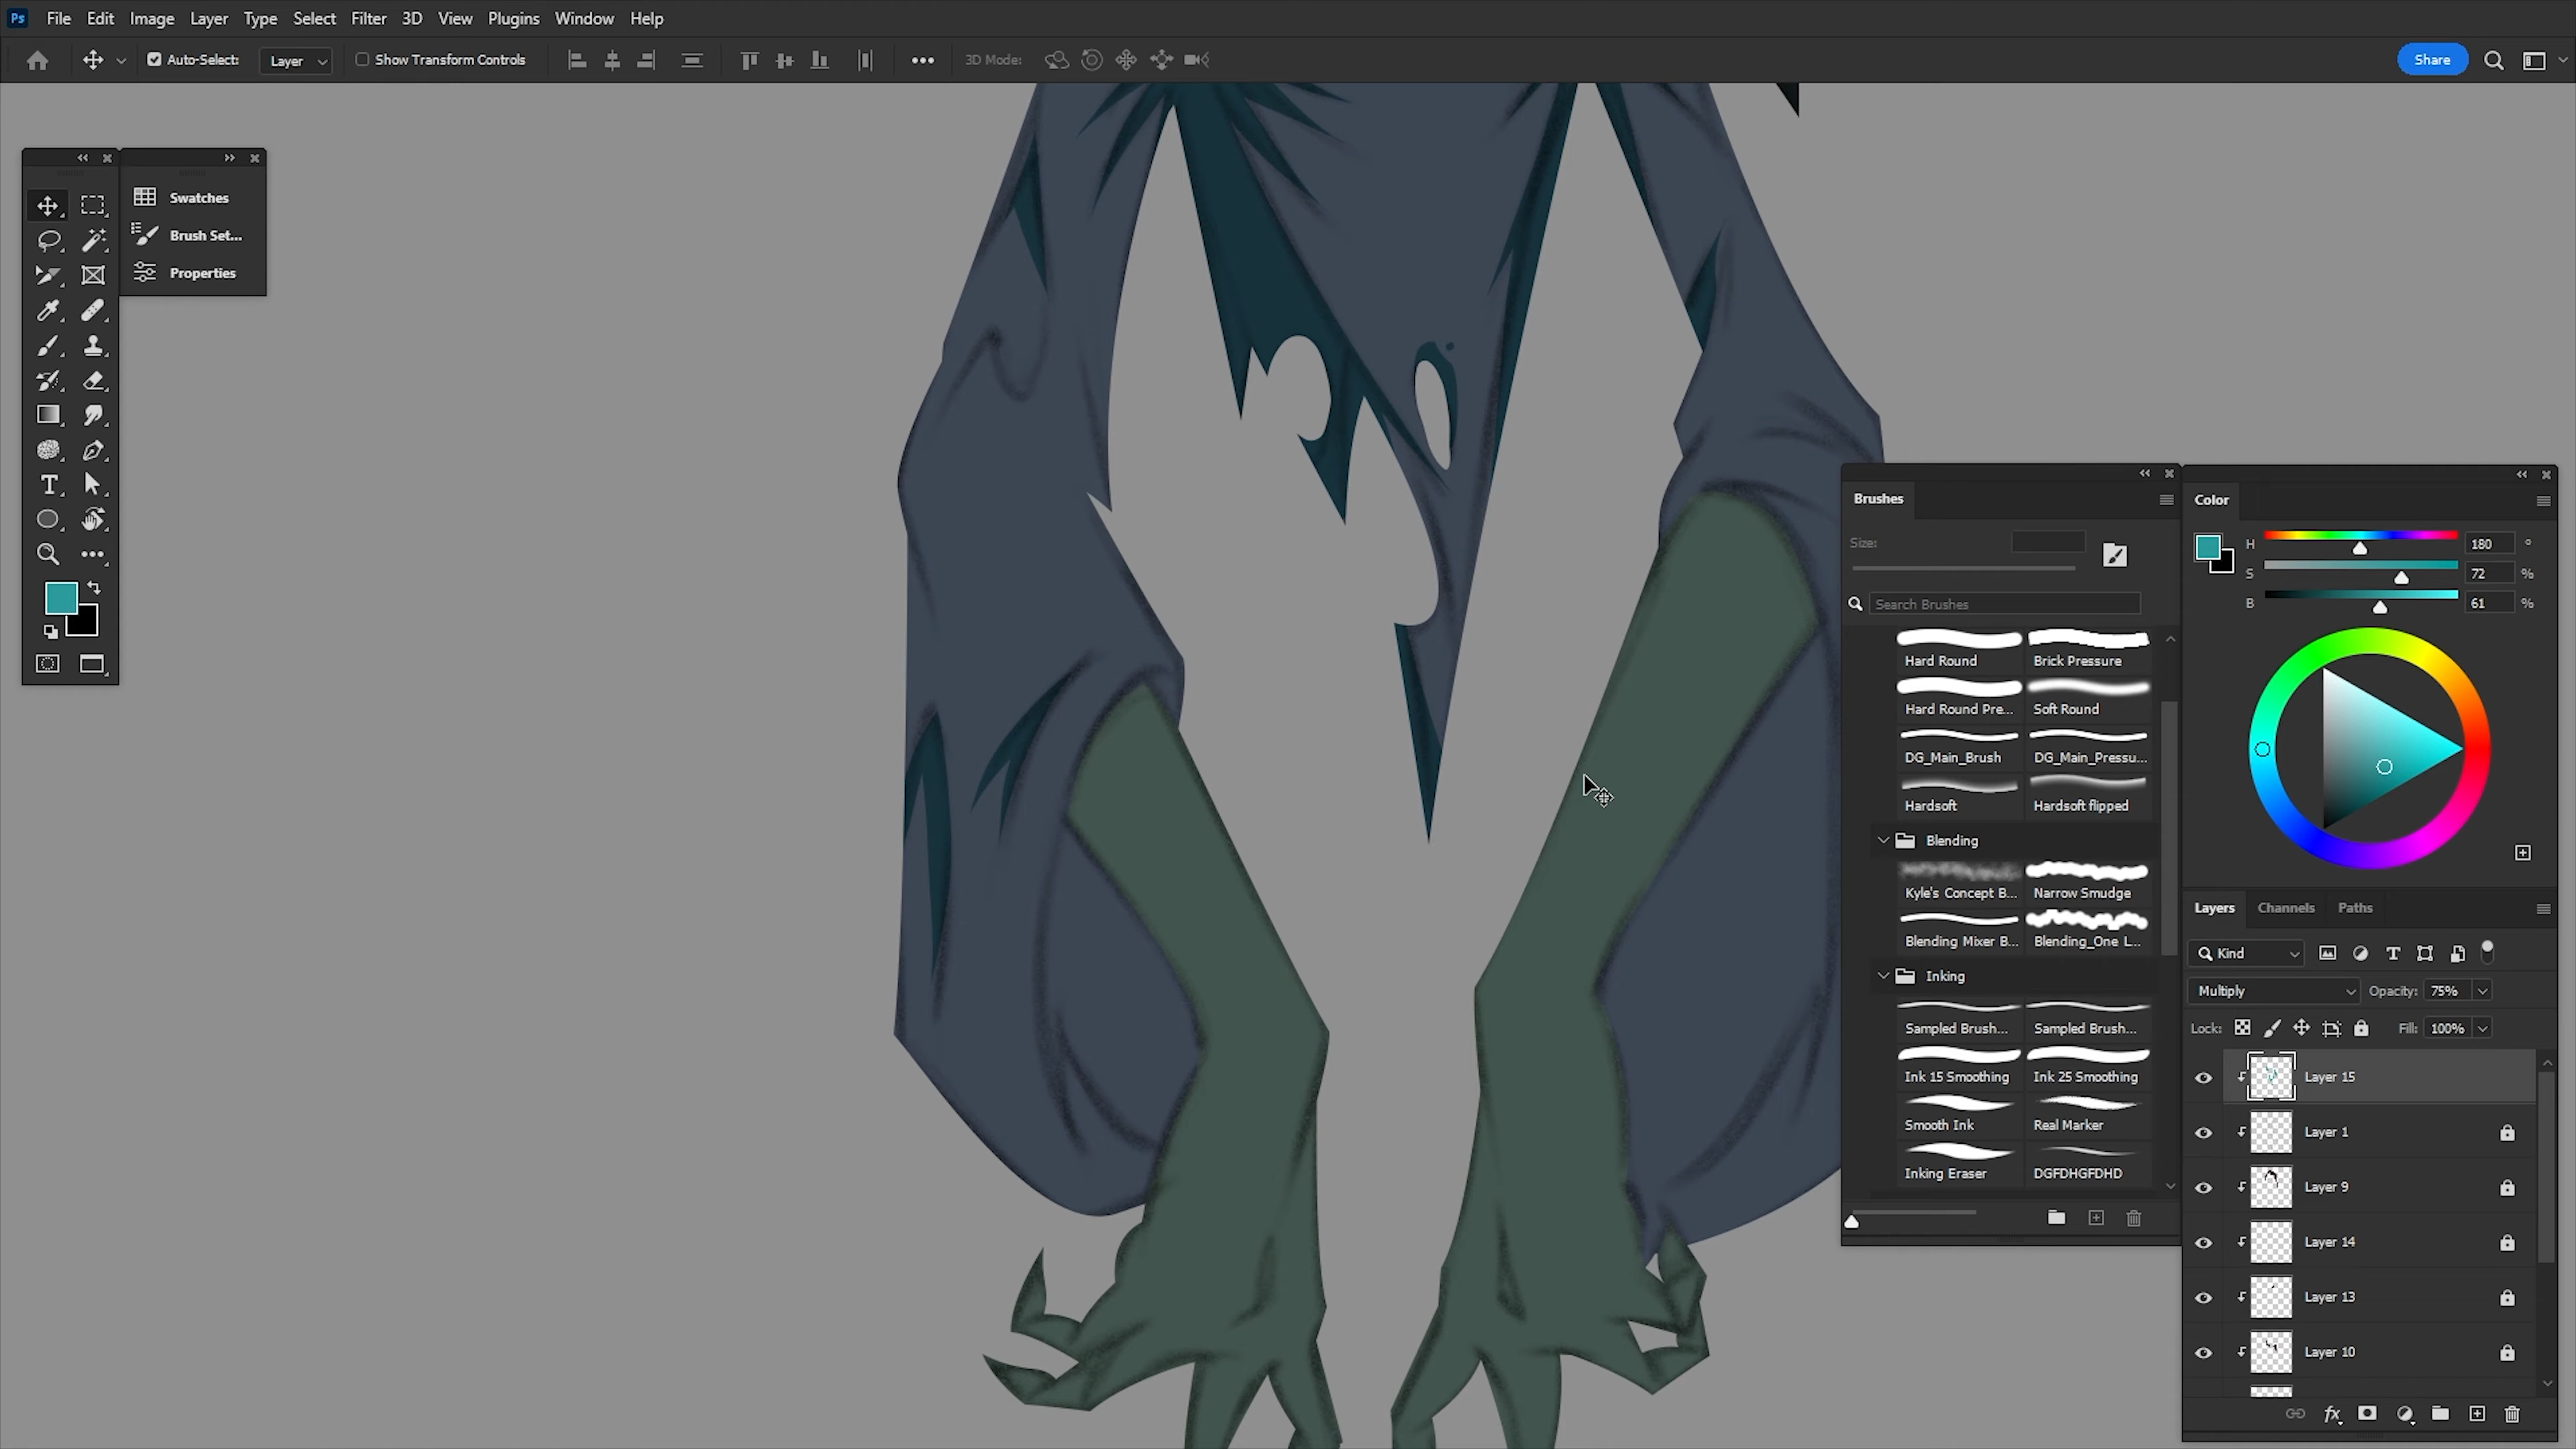 Ps File Edit Image Layer Type Select Filter 3D View Plugins Window Help
Auto-Select: Layer Show Transform Controls 3D Mode: Share
Swatches
Brush Set...
Properties
T
Brushes
Size:
Search Brushes
Hard Round Brick Pressure
Hard Round Pre... Soft Round
DG_Main_Brush DG_Main_Pressu...
Hardsoft Hardsoft flipped
Blending
Kyle's Concept B... Narrow Smudge
Blending Mixer B... Blending_One L...
Inking
Sampled Brush... Sampled Brush...
Ink 15 Smoothing Ink 25 Smoothing
Smooth Ink Real Marker
Inking Eraser DGFDHGFDHD
Color
H 180 °
S 72 %
B 61 %
Layers Channels Paths
Kind T
Multiply Opacity: 75%
Lock: Fill: 100%
Layer 15
Layer 1
Layer 9
Layer 14
Layer 13
Layer 10
fx